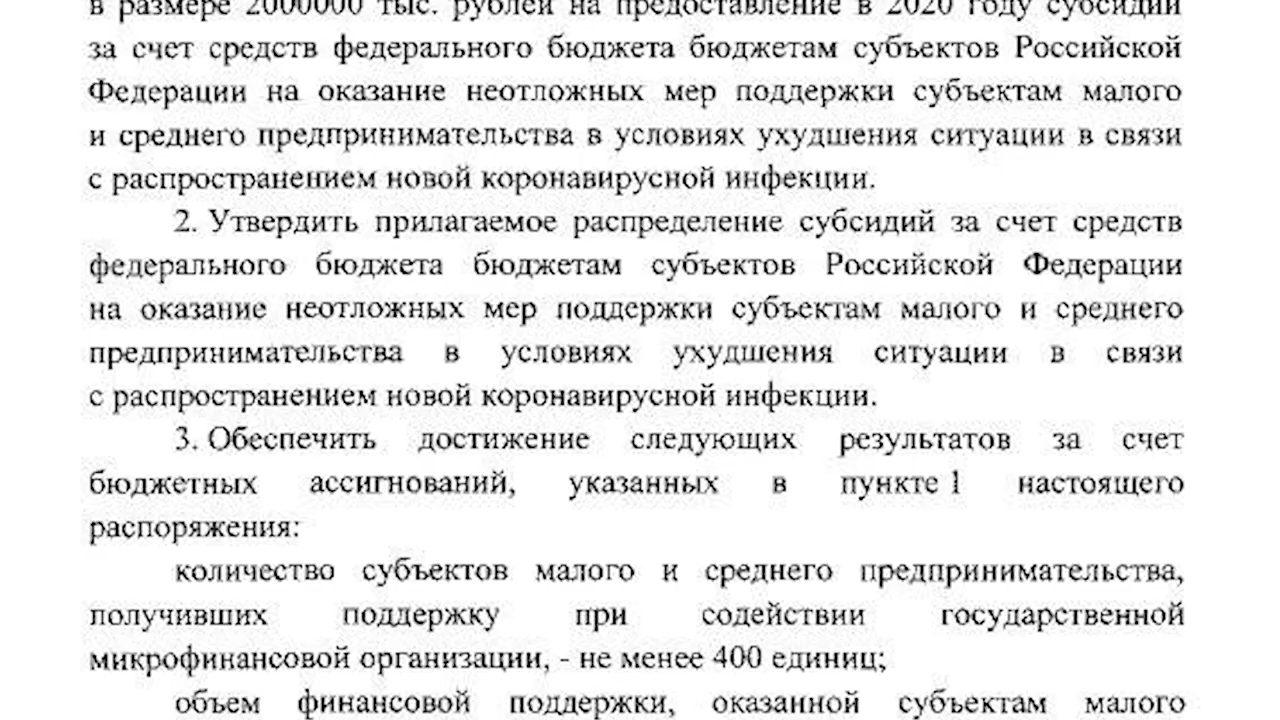 в размере 2000000 тыс. рублей на предоставление в 2020 году субсидий
за счет средств федерального бюджета бюджетам субъектов Российской
Федерации на оказание неотложных мер поддержки субъектам малого
и среднего предпринимательства в условиях ухудшения ситуации в связи
с распространением новой коронавирусной инфекции.
2. Утвердить прилагаемое распределение субсидий за счет средств
федерального бюджета бюджетам субъектов Российской Федерации
на оказание неотложных мер поддержки субъектам малого и среднего
предпринимательства в условиях ухудшения ситуации в связи
с распространением новой коронавирусной инфекции.
3. Обеспечить достижение следующих результатов за счет
бюджетных ассигнований, указанных в пункте 1 настоящего
распоряжения:
количество субъектов малого и среднего предпринимательства,
получивших поддержку при содействии государственной
микрофинансовой организации, - не менее 400 единиц;
объем финансовой поддержки, оказанной субъектам малого